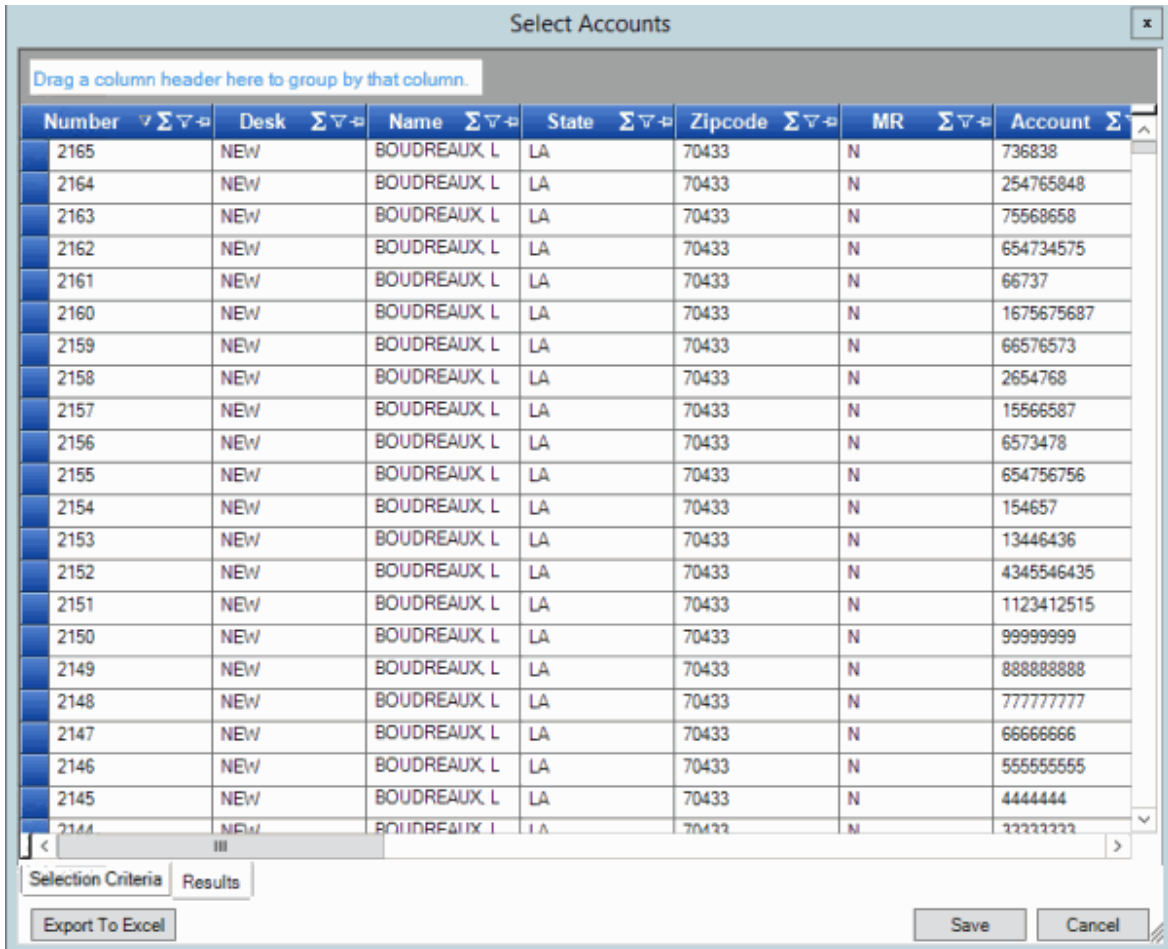 Select Accounts
Drag a column header here to group by that column.
Number Desk Name State Zipcode MR Account
2165 NEW BOUDREAUX, L LA 70433 N 736838
2164 NEW BOUDREAUX, L LA 70433 N 254765848
2163 NEW BOUDREAUX, L LA 70433 N 75568658
2162 NEW BOUDREAUX, L LA 70433 N 654734575
2161 NEW BOUDREAUX, L LA 70433 N 66737
2160 NEW BOUDREAUX, L LA 70433 N 1675675687
2159 NEW BOUDREAUX, L LA 70433 N 66576573
2158 NEW BOUDREAUX, L LA 70433 N 2654768
2157 NEW BOUDREAUX, L LA 70433 N 15566587
2156 NEW BOUDREAUX, L LA 70433 N 6573478
2155 NEW BOUDREAUX, L LA 70433 N 654756756
2154 NEW BOUDREAUX, L LA 70433 N 154657
2153 NEW BOUDREAUX, L LA 70433 N 13446436
2152 NEW BOUDREAUX, L LA 70433 N 4345546435
2151 NEW BOUDREAUX, L LA 70433 N 1123412515
2150 NEW BOUDREAUX, L LA 70433 N 99999999
2149 NEW BOUDREAUX, L LA 70433 N 888888888
2148 NEW BOUDREAUX, L LA 70433 N 777777777
2147 NEW BOUDREAUX, L LA 70433 N 66666666
2146 NEW BOUDREAUX, L LA 70433 N 555555555
2145 NEW BOUDREAUX, L LA 70433 N 4444444
2144 NEW BOUDREAUX, L LA 70433 N 33333333
Selection Criteria Results
Export To Excel Save Cancel